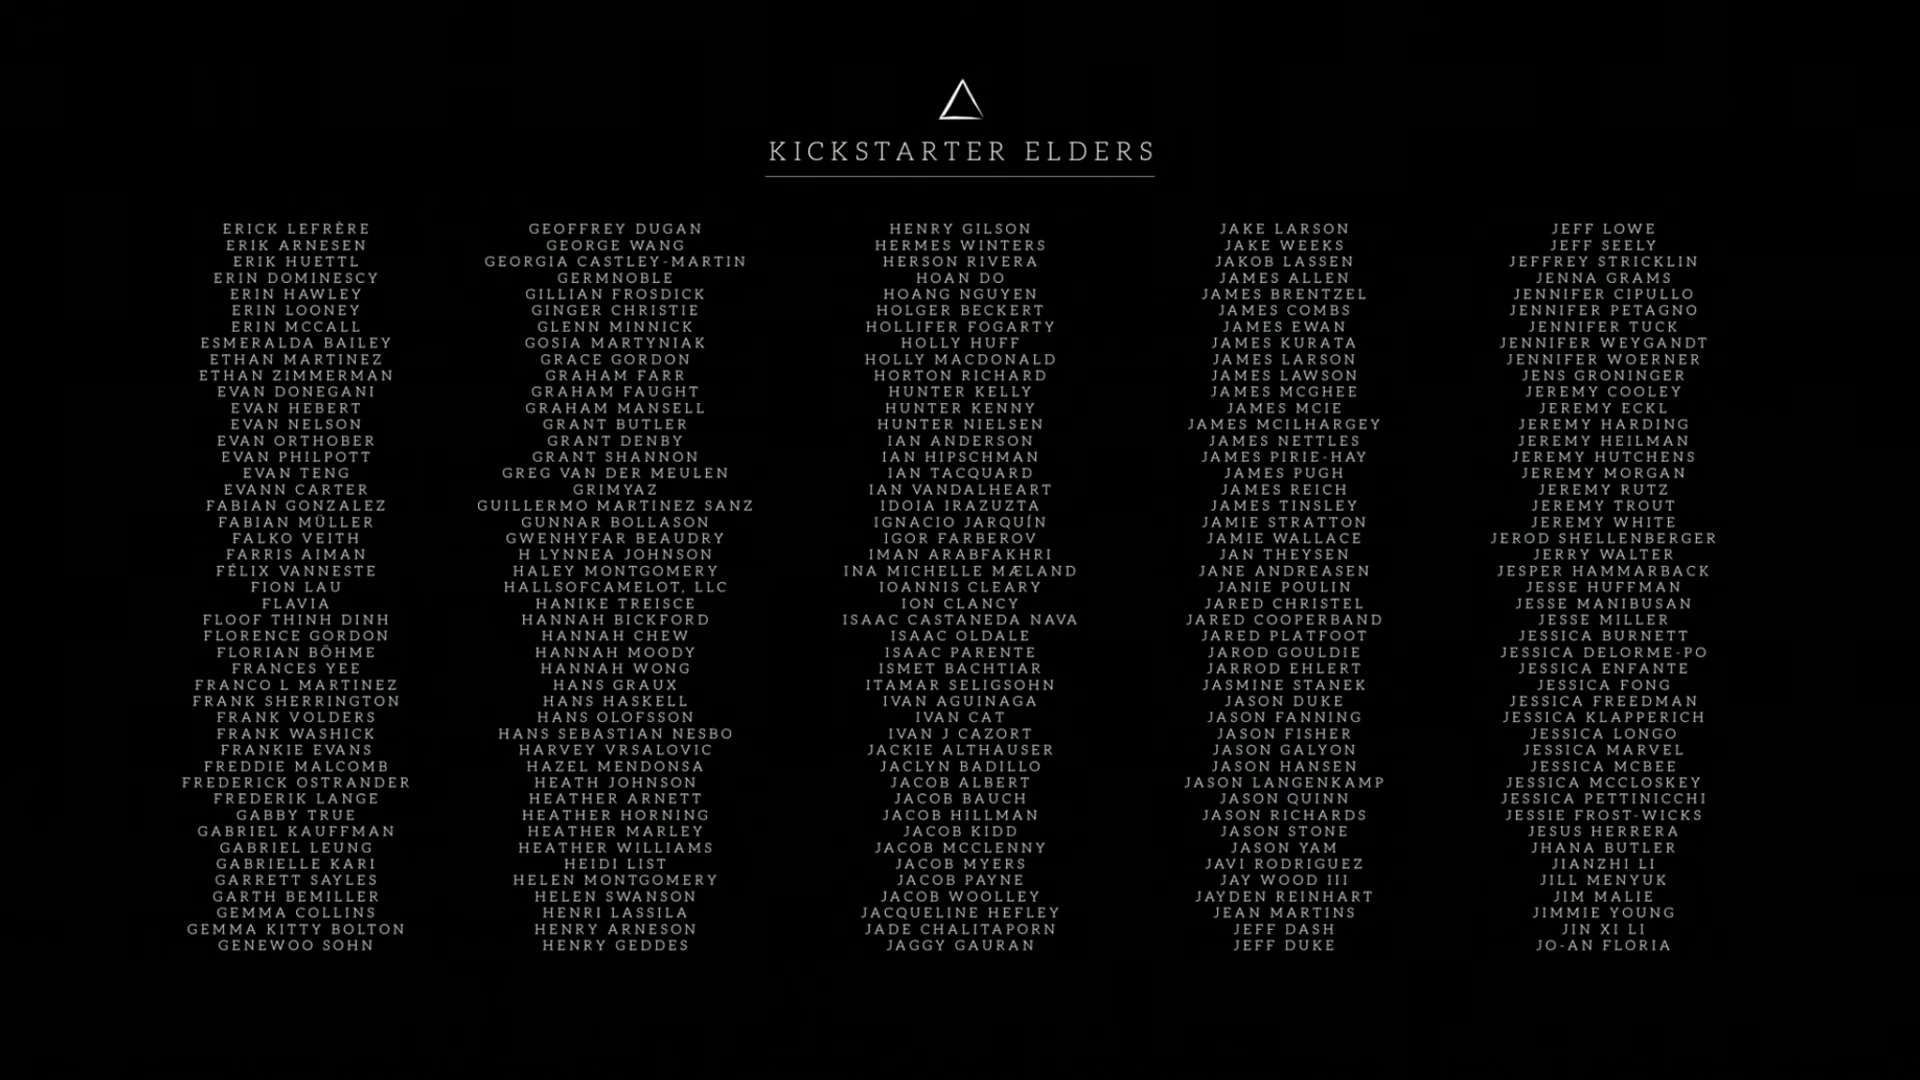 KICKSTARTER ELDERS
ERICK LEFRÈRE
ERIK ARNESEN
ERIK HUETTL
ERIN DOMINESCY
ERIN HAWLEY
ERIN LOONEY
ERIN MCCALL
ESMERALDA BAILEY
ETHAN MARTINEZ
ETHAN ZIMMERMAN
EVAN DONEGANI
EVAN HEBERT
EVAN NELSON
EVAN ORTHOBER
EVAN PHILPOTT
EVAN TENG
EVANN CARTER
FABIAN GONZALEZ
FABIAN MÜLLER
FALKO VEITH
FARRIS AIMAN
FÉLIX VANNESTE
FION LAU
FLAVIA
FLOOF THINH DINH
FLORENCE GORDON
FLORIAN BÖHME
FRANCES YEE
FRANCO L MARTINEZ
FRANK SHERRINGTON
FRANK VOLDERS
FRANK WASHICK
FRANKIE EVANS
FREDDIE MALCOMB
FREDERICK OSTRANDER
FREDERIK LANGE
GABBY TRUE
GABRIEL KAUFFMAN
GABRIEL LEUNG
GABRIELLE KARI
GARRETT SAYLES
GARTH BEMILLER
GEMMA COLLINS
GEMMA KITTY BOLTON
GENEWOO SOHN
GEOFFREY DUGAN
GEORGE WANG
GEORGIA CASTLEY-MARTIN
GERMNOBLE
GILLIAN FROSDICK
GINGER CHRISTIE
GLENN MINNICK
GOSIA MARTYNIAK
GRACE GORDON
GRAHAM FARR
GRAHAM FAUGHT
GRAHAM MANSELL
GRANT BUTLER
GRANT DENBY
GRANT SHANNON
GREG VAN DER MEULEN
GRIMYAZ
GUILLERMO MARTINEZ SANZ
GUNNAR BOLLASON
GWENHYFAR BEAUDRY
H LYNNEA JOHNSON
HALEY MONTGOMERY
HALLSOFCAMELOT, LLC
HANIKE TREISCE
HANNAH BICKFORD
HANNAH CHEW
HANNAH MOODY
HANNAH WONG
HANS GRAUX
HANS HASKELL
HANS OLOFSSON
HANS SEBASTIAN NESBO
HARVEY VRSALOVIC
HAZEL MENDONSA
HEATH JOHNSON
HEATHER ARNETT
HEATHER HORNING
HEATHER MARLEY
HEATHER WILLIAMS
HEIDI LIST
HELEN MONTGOMERY
HELEN SWANSON
HENRI LASSILA
HENRY ARNESON
HENRY GEDDES
HENRY GILSON
HERMES WINTERS
HERSON RIVERA
HOAN DO
HOANG NGUYEN
HOLGER BECKERT
HOLLIFER FOGARTY
HOLLY HUFF
HOLLY MACDONALD
HORTON RICHARD
HUNTER KELLY
HUNTER KENNY
HUNTER NIELSEN
IAN ANDERSON
IAN HIPSCHMAN
IAN TACQUARD
IAN VANDALHEART
IDOIA IRAZUZTA
IGNACIO JARQUÍN
IGOR FARBEROV
IMAN ARABFAKHRI
INA MICHELLE MÆLAND
IOANNIS CLEARY
ION CLANCY
ISAAC CASTANEDA NAVA
ISAAC OLDALE
ISAAC PARENTE
ISMET BACHTIAR
ITAMAR SELIGSOHN
IVAN AGUINAGA
IVAN CAT
IVAN J CAZORT
JACKIE ALTHAUSER
JACLYN BADILLO
JACOB ALBERT
JACOB BAUCH
JACOB HILLMAN
JACOB KIDD
JACOB MCCLENNY
JACOB MYERS
JACOB PAYNE
JACOB WOOLLEY
JACQUELINE HEFLEY
JADE CHALITAPORN
JAGGY GAURAN
JAKE LARSON
JAKE WEEKS
JAKOB LASSEN
JAMES ALLEN
JAMES BRENTZEL
JAMES COMBS
JAMES EWAN
JAMES KURATA
JAMES LARSON
JAMES LAWSON
JAMES MCGHEE
JAMES MCIE
JAMES MCILHARGEY
JAMES NETTLES
JAMES PIRIE-HAY
JAMES PUGH
JAMES REICH
JAMES TINSLEY
JAMIE STRATTON
JAMIE WALLACE
JAN THEYSEN
JANE ANDREASEN
JANIE POULIN
JARED CHRISTEL
JARED COOPERBAND
JARED PLATFOOT
JAROD GOULDIE
JARROD EHLERT
JASMINE STANEK
JASON DUKE
JASON FANNING
JASON FISHER
JASON GALYON
JASON HANSEN
JASON LANGENKAMP
JASON QUINN
JASON RICHARDS
JASON STONE
JASON YAM
JAVI RODRIGUEZ
JAY WOOD III
JAYDEN REINHART
JEAN MARTINS
JEFF DASH
JEFF DUKE
JEFF LOWE
JEFF SEELY
JEFFREY STRICKLIN
JENNA GRAMS
JENNIFER CIPULLO
JENNIFER PETAGNO
JENNIFER TUCK
JENNIFER WEYGANDT
JENNIFER WOERNER
JENS GRONINGER
JEREMY COOLEY
JEREMY ECKL
JEREMY HARDING
JEREMY HEILMAN
JEREMY HUTCHENS
JEREMY MORGAN
JEREMY RUTZ
JEREMY TROUT
JEREMY WHITE
JEROD SHELLENBERGER
JERRY WALTER
JESPER HAMMARBACK
JESSE HUFFMAN
JESSE MANIBUSAN
JESSE MILLER
JESSICA BURNETT
JESSICA DELORME-PO
JESSICA ENFANTE
JESSICA FONG
JESSICA FREEDMAN
JESSICA KLAPPERICH
JESSICA LONGO
JESSICA MARVEL
JESSICA MCBEE
JESSICA MCCLOSKEY
JESSICA PETTINICCHI
JESSIE FROST-WICKS
JESUS HERRERA
JHANA BUTLER
JIANZHI LI
JILL MENYUK
JIM MALIE
JIMMIE YOUNG
JIN XI LI
JO-AN FLORIA